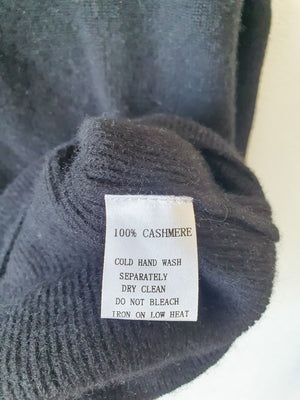 100% CASHMERE
COLD HAND WASH
SEPARATELY
DRY CLEAN
DO NOT BLEACH
IRON ON LOW HEAT